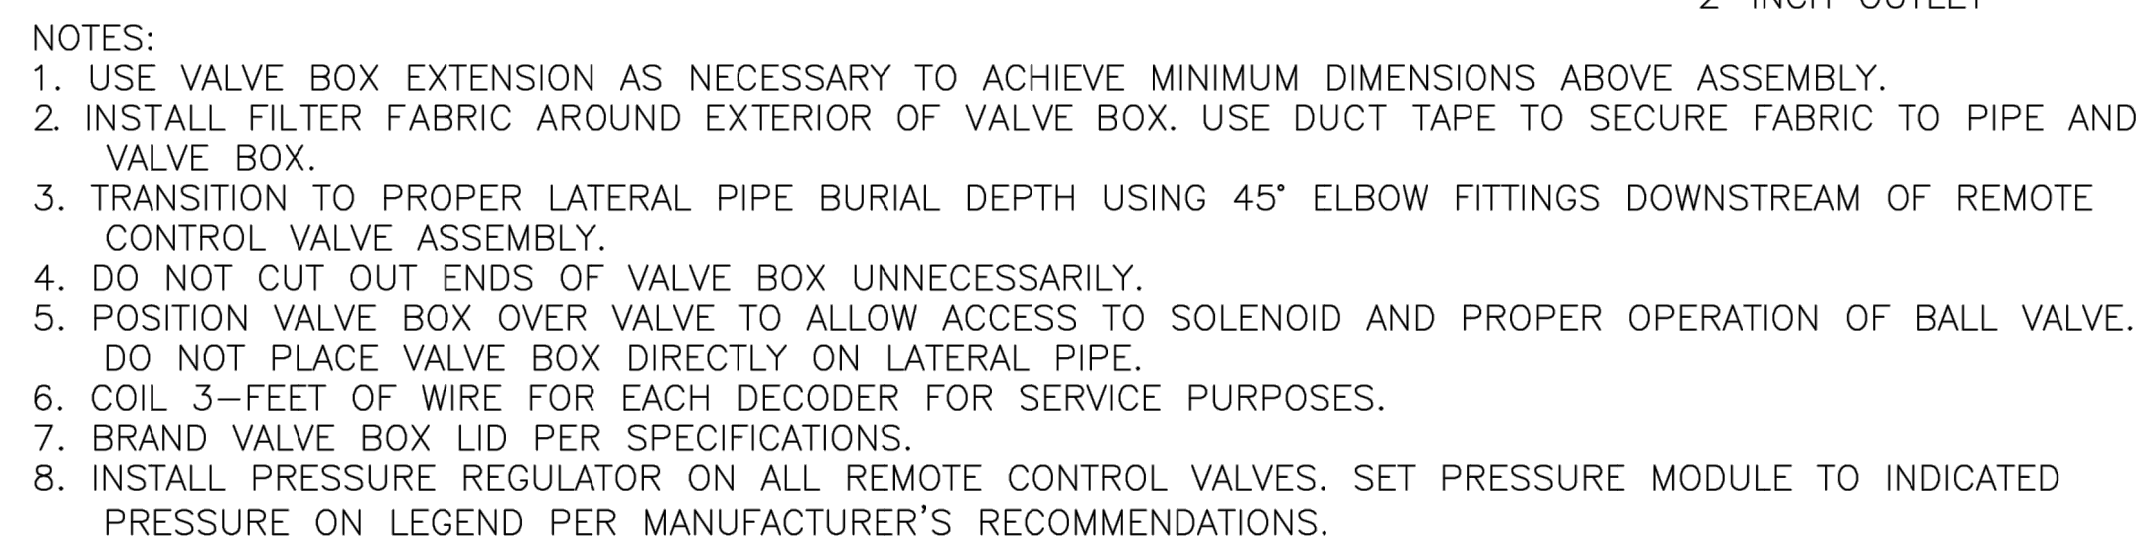 2 INCH OUTLET
NOTES:
1. USE VALVE BOX EXTENSION AS NECESSARY TO ACHIEVE MINIMUM DIMENSIONS ABOVE ASSEMBLY.
2. INSTALL FILTER FABRIC AROUND EXTERIOR OF VALVE BOX. USE DUCT TAPE TO SECURE FABRIC TO PIPE AND
VALVE BOX.
3. TRANSITION TO PROPER LATERAL PIPE BURIAL DEPTH USING 45° ELBOW FITTINGS DOWNSTREAM OF REMOTE
CONTROL VALVE ASSEMBLY.
4. DO NOT CUT OUT ENDS OF VALVE BOX UNNECESSARILY.
5. POSITION VALVE BOX OVER VALVE TO ALLOW ACCESS TO SOLENOID AND PROPER OPERATION OF BALL VALVE.
DO NOT PLACE VALVE BOX DIRECTLY ON LATERAL PIPE.
6. COIL 3-FEET OF WIRE FOR EACH DECODER FOR SERVICE PURPOSES.
7. BRAND VALVE BOX LID PER SPECIFICATIONS.
8. INSTALL PRESSURE REGULATOR ON ALL REMOTE CONTROL VALVES. SET PRESSURE MODULE TO INDICATED
PRESSURE ON LEGEND PER MANUFACTURER'S RECOMMENDATIONS.